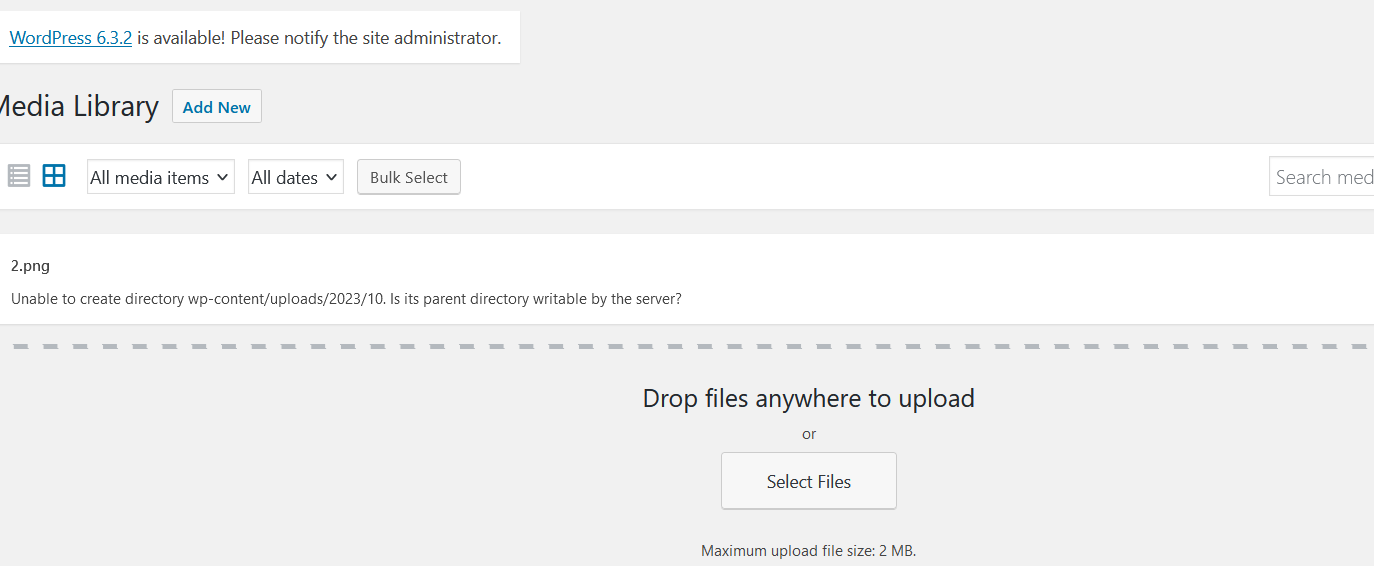 WordPress 6.3.2 is available! Please notify the site administrator.
Media Library Add New
All media items All dates Bulk Select Search med
2.png
Unable to create directory wp-content/uploads/2023/10. Is its parent directory writable by the server?
Drop files anywhere to upload
or
Select Files
Maximum upload file size: 2 MB.